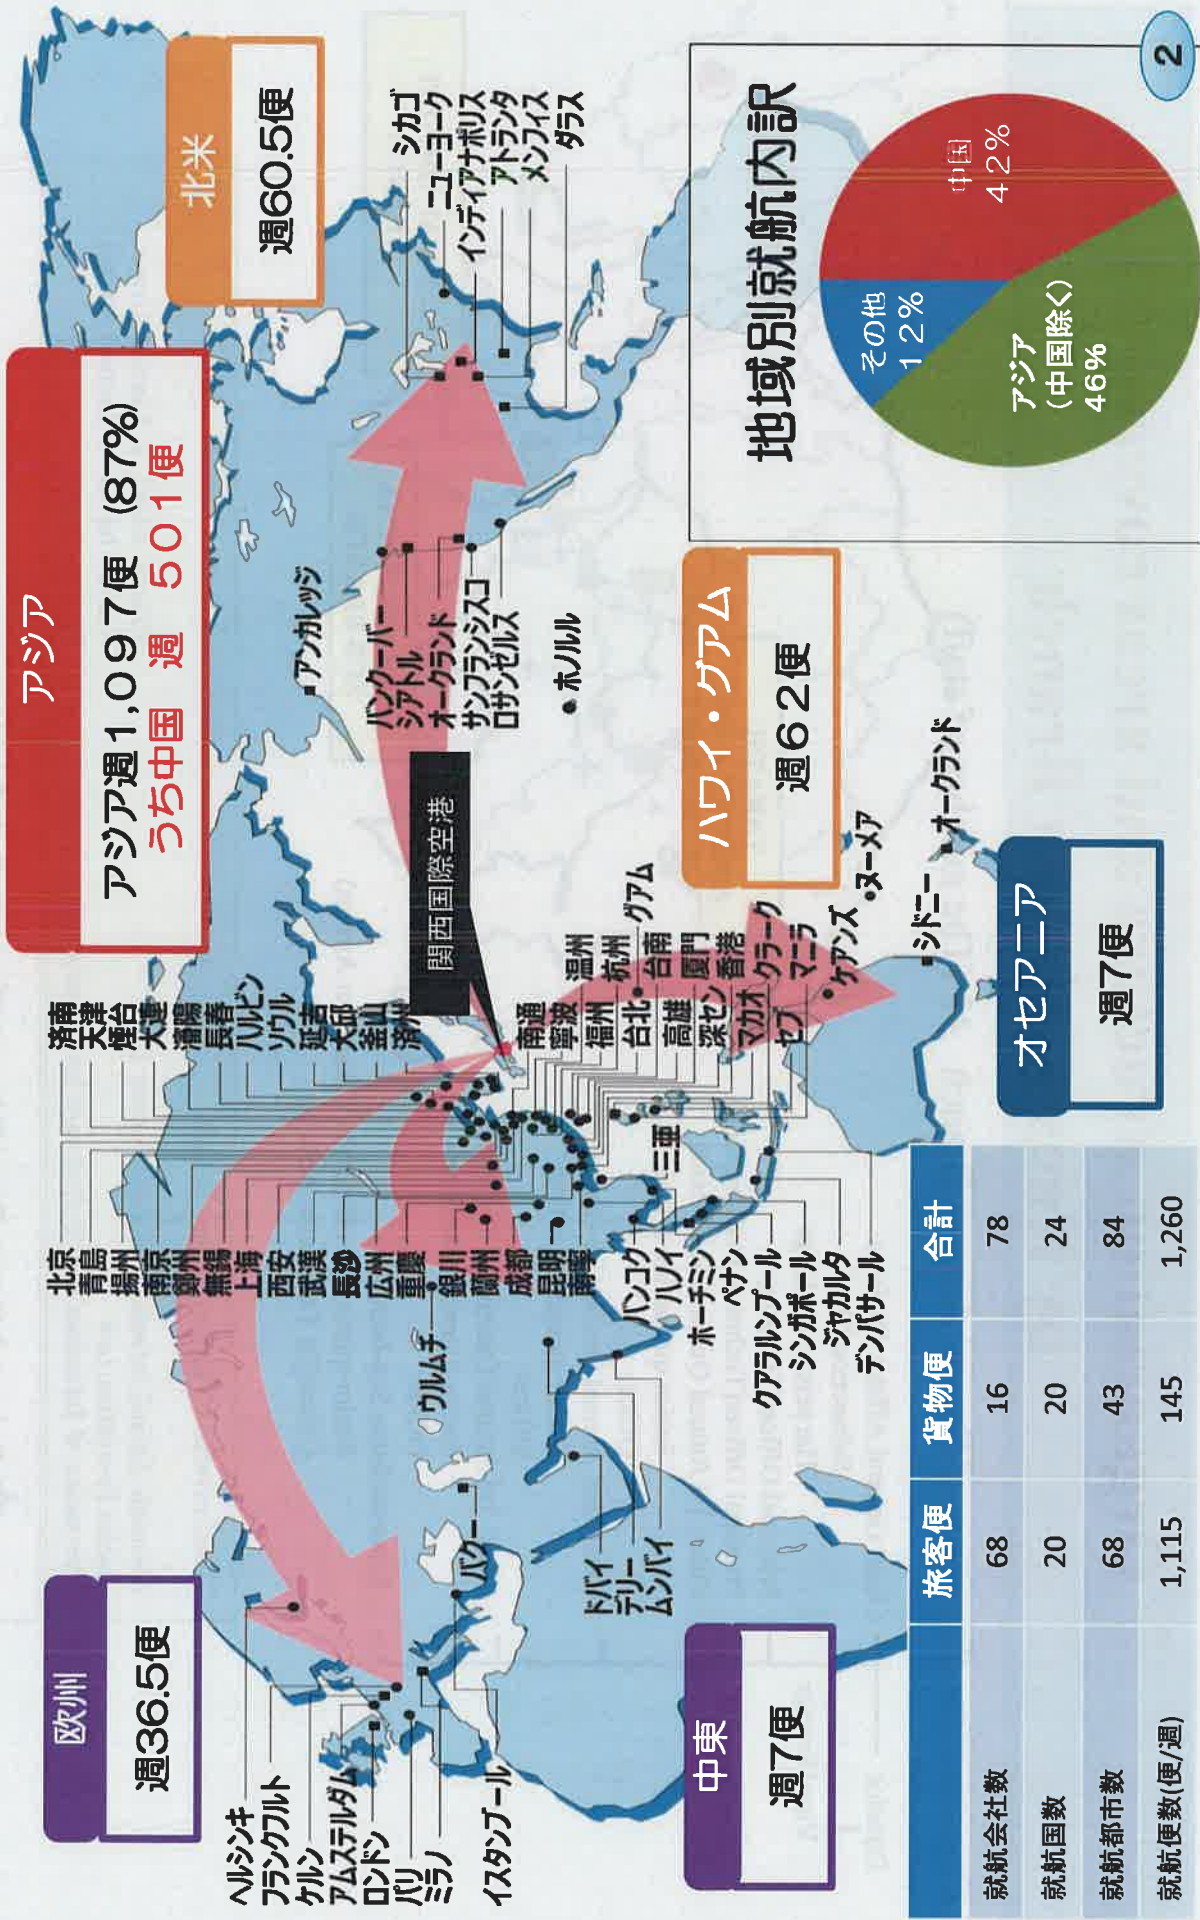 アジア
アジア週1,097便 (87%)
うち中国 週 501便
欧州
週36.5便
北米
週60.5便
中東
週7便
オセアニア
週7便
ハワイ・グアム
週62便
関西国際空港
ヘルシンキ
フランクフルト
ケルン
アムステルダム
ロンドン
パリ
ミラノ
イスタンブール
バクー
ドバイ
デリー
ムンバイ
ウルムチ
北京
青島
揚州
南京
鄭州
無錫
上海
西安
武漢
長沙
広州
重慶
銀川
蘭州
成都
昆明
南寧
済南
天津
煙台
大連
瀋陽
長春
ハルビン
ソウル
延吉
大邱
釜山
済州
南通
寧波
福州
台北
高雄
深セン
マカオ
セブ
温州
杭州
台南
厦門
香港
クラーク
マニラ
グアム
ケアンズ
三亜
バンコク
ハノイ
ホーチミン
ペナン
クアラルンプール
シンガポール
ジャカルタ
デンパサール
ヌーメア
シドニー
オークランド
アンカレッジ
バンクーバー
シアトル
オークランド
サンフランシスコ
ロサンゼルス
ホノルル
シカゴ
ニューヨーク
インディアナポリス
アトランタ
メンフィス
ダラス
旅客便 貨物便 合計
就航会社数 68 16 78
就航国数 20 20 24
就航都市数 68 43 84
就航便数(便/週) 1,115 145 1,260
地域別就航内訳
その他
12%
中国
42%
アジア
(中国除く)
46%
2